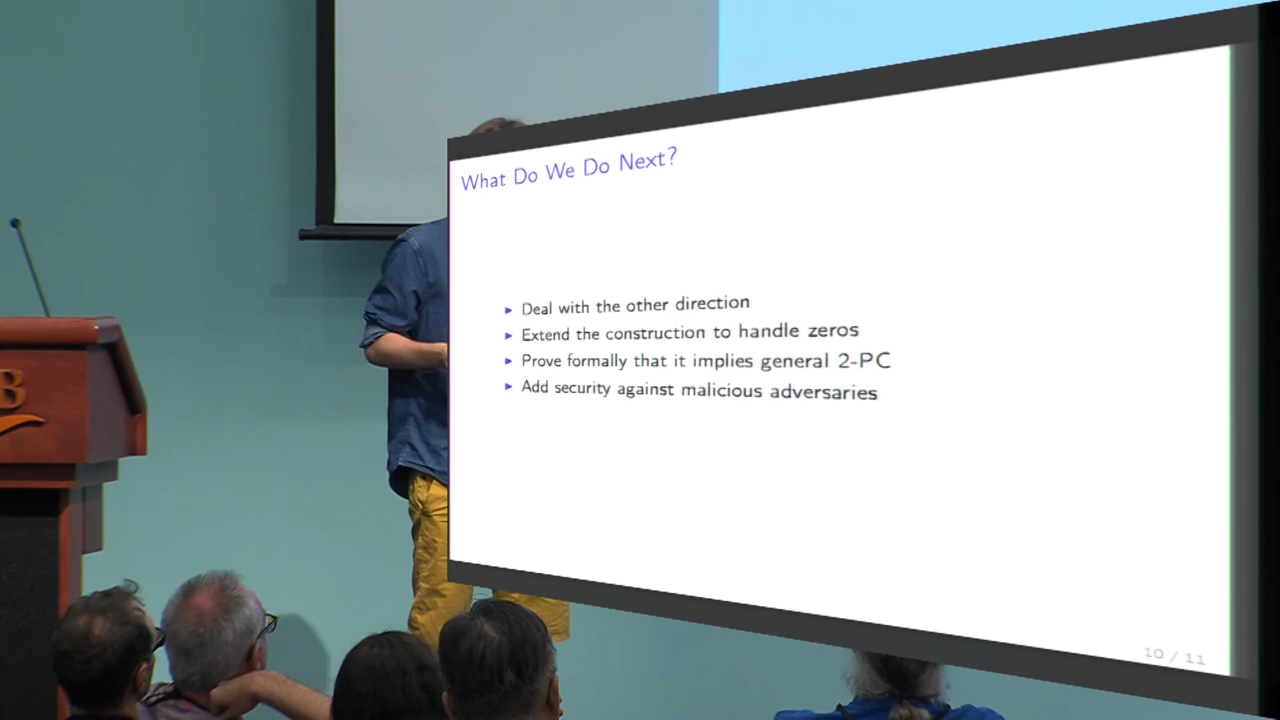 What Do We Do Next?
▸ Deal with the other direction
▸ Extend the construction to handle zeros
▸ Prove formally that it implies general 2-PC
▸ Add security against malicious adversaries
10 / 11
B